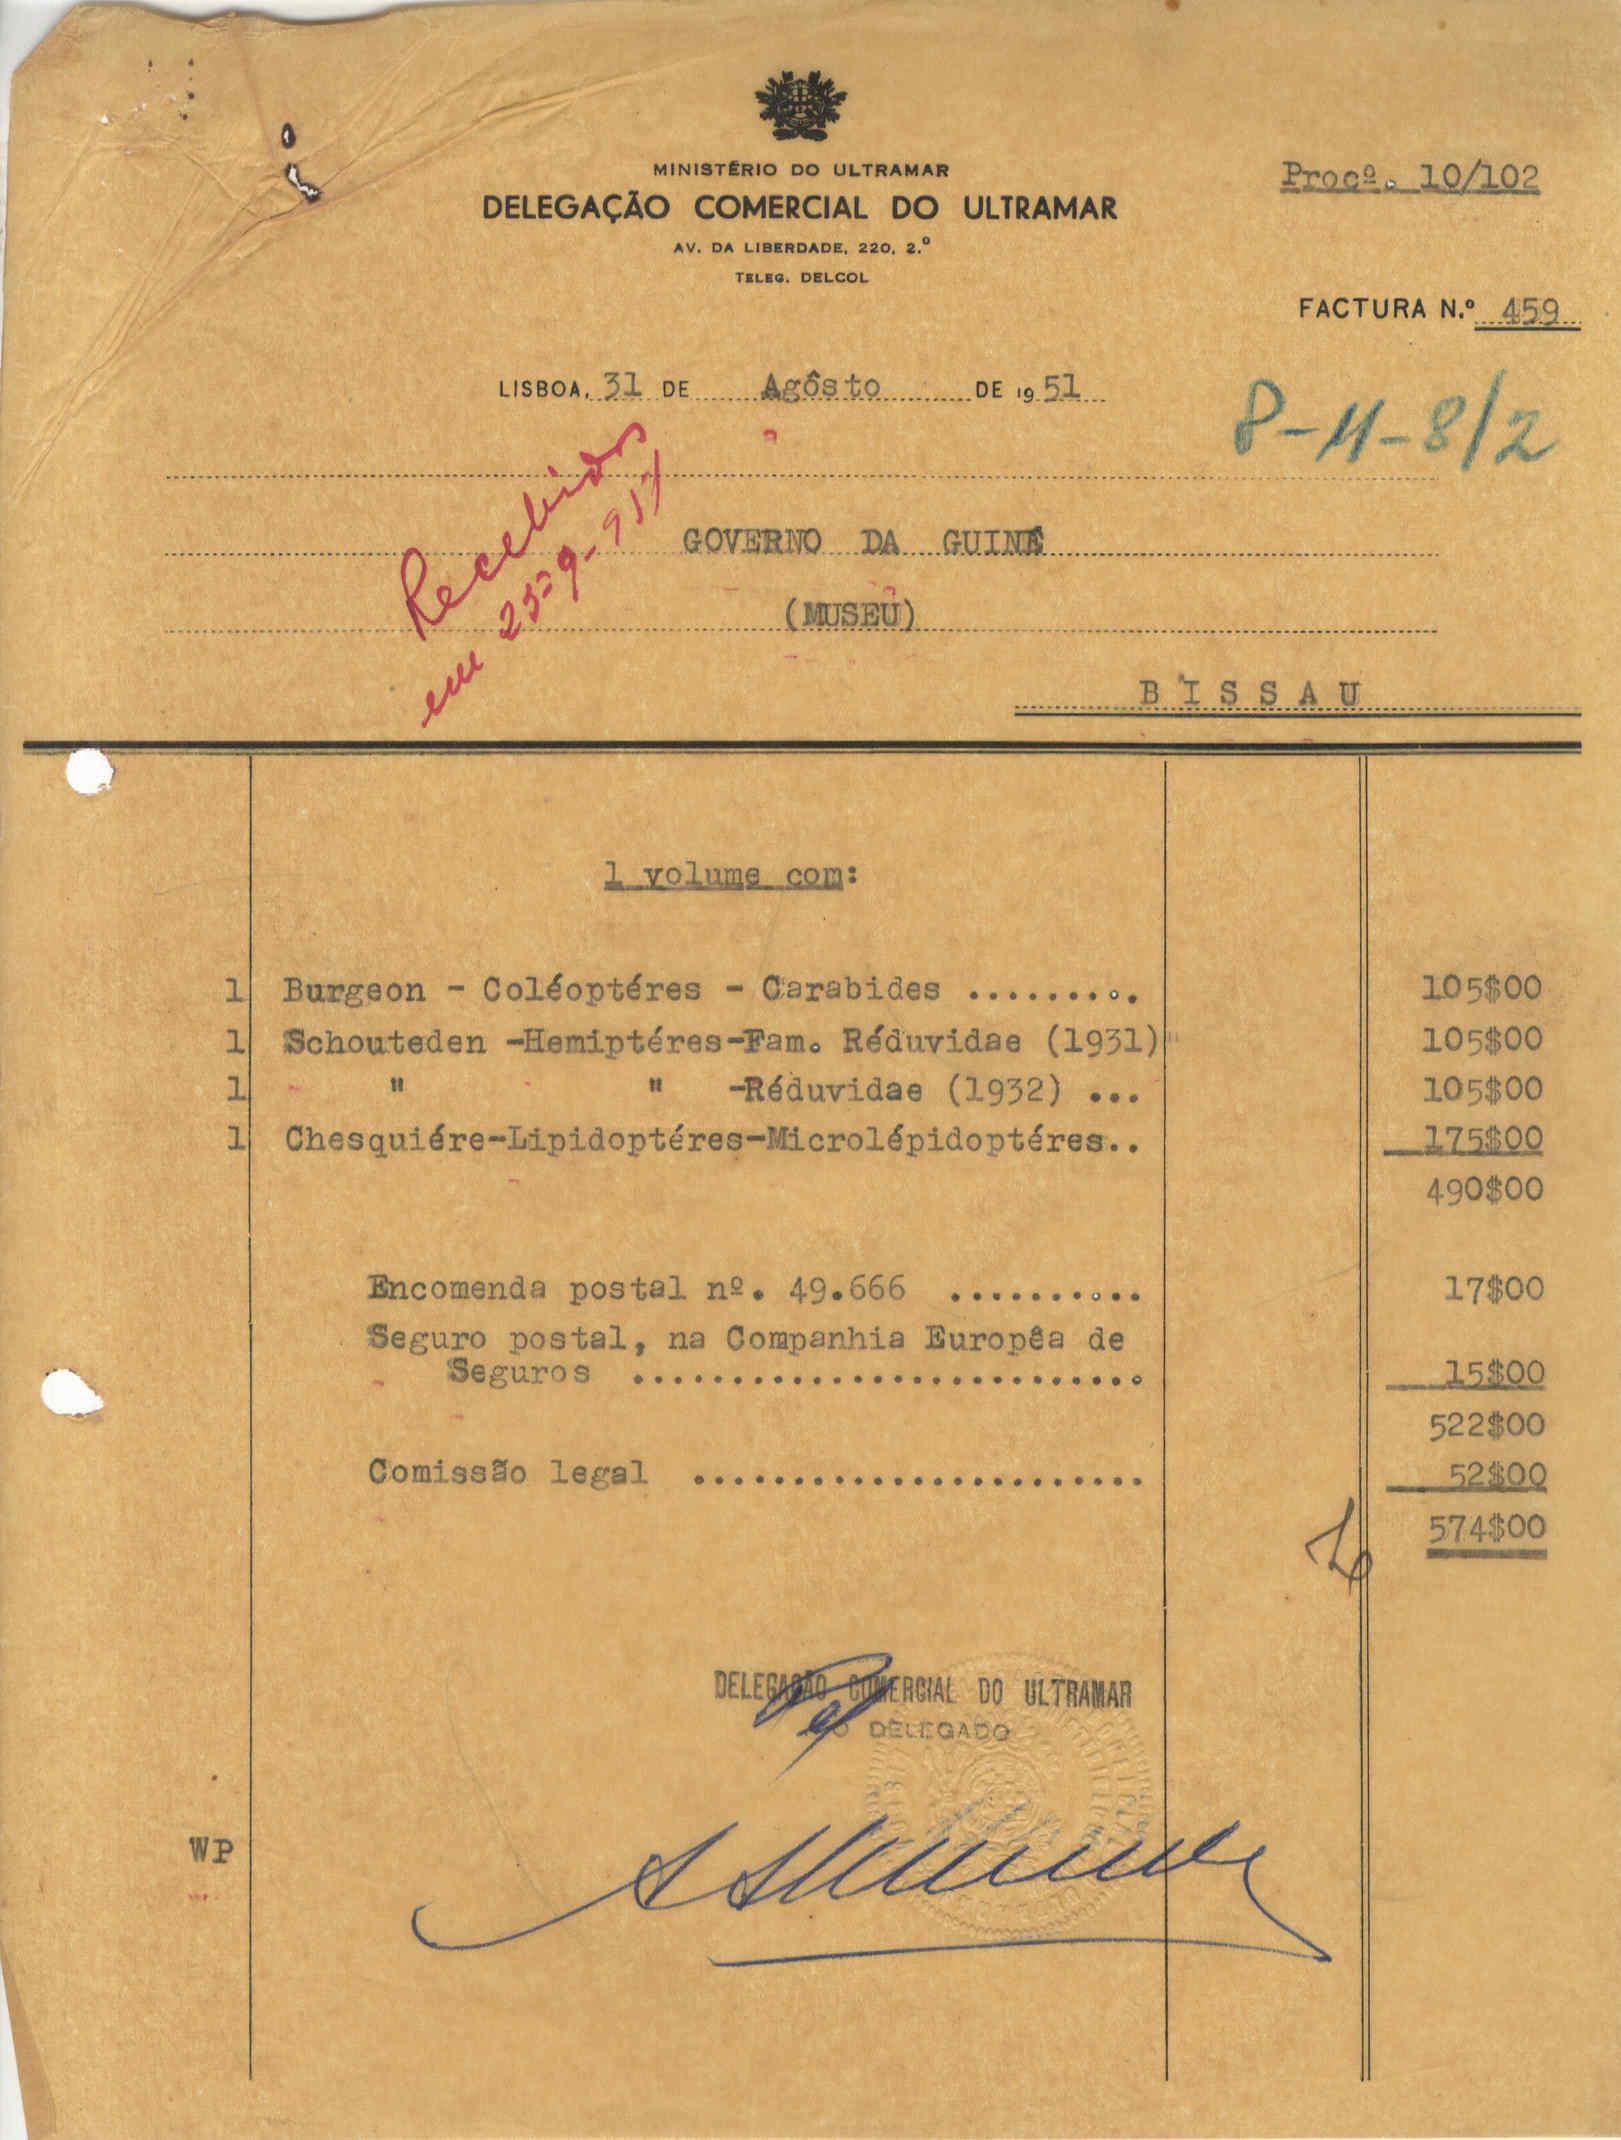 MINISTÉRIO DO ULTRAMAR
DELEGAÇÃO COMERCIAL DO ULTRAMAR
AV. DA LIBERDADE, 220, 2.º
TELEG. DELCOL
Procº. 10/102
FACTURA N.º 459
LISBOA, 31 DE Agôsto DE 1951
8-11-8/2
Recebidos
em 25-9-
GOVERNO DA GUINÉ
(MUSEU)
BISSAU
1 volume com:
1 Burgeon - Coléoptéres - Carabides .......... 105$00
1 Schouteden -Hemiptéres-Fam. Réduvidae (1931) 105$00
1 " " -Réduvidae (1932) ... 105$00
1 Chesquiére-Lipidoptéres-Microlépidoptéres.. 175$00
490$00
Encomenda postal nº. 49.666 .......... 17$00
Seguro postal, na Companhia Européa de
Seguros .......................... 15$00
522$00
Comissão legal ....................... 52$00
574$00
DELEGAÇÃO COMERCIAL DO ULTRAMAR
O DELEGADO
WP